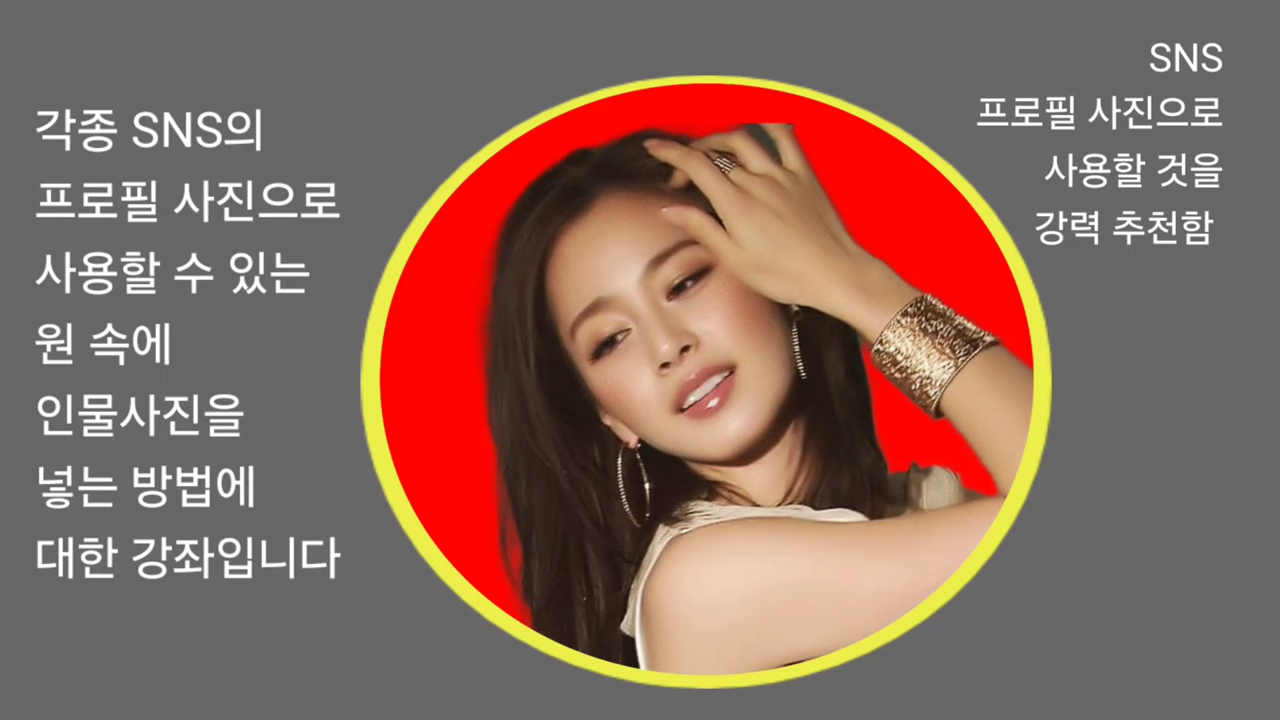 각종 SNS의
프로필 사진으로
사용할 수 있는
원 속에
인물사진을
넣는 방법에
대한 강좌입니다
SNS
프로필 사진으로
사용할 것을
강력 추천함